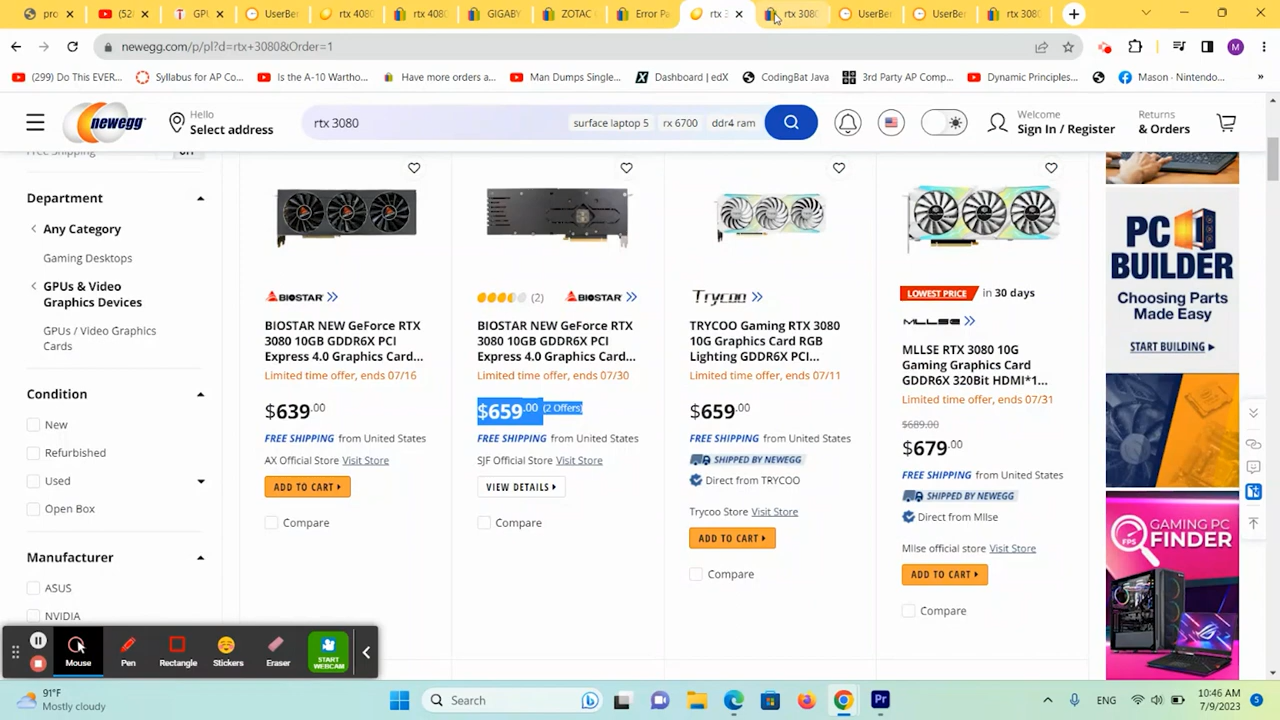 pro
(52
GPU
UserBer
rtx 4080
rtx 4080
GIGABY
ZOTAC
Error Pa
rtx 3
rtx 3080
UserBer
UserBer
rtx 3080
newegg.com/p/pl?d=rtx+3080&Order=1
M
(299) Do This EVER...
Syllabus for AP Co...
Is the A-10 Wartho...
Have more orders a...
Man Dumps Single...
Dashboard | edX
CodingBat Java
3rd Party AP Comp...
Dynamic Principles...
Mason - Nintendo...
»
newegg
Hello
Select address
rtx 3080
surface laptop 5
rx 6700
ddr4 ram
Welcome
Sign In / Register
Returns
& Orders
Free Shipping
OFF
Department
Any Category
Gaming Desktops
GPUs & Video
Graphics Devices
GPUs / Video Graphics
Cards
Condition
New
Refurbished
Used
Open Box
Manufacturer
ASUS
NVIDIA
BIOSTAR
BIOSTAR NEW GeForce RTX
3080 10GB GDDR6X PCI
Express 4.0 Graphics Card...
Limited time offer, ends 07/16
$639.00
FREE SHIPPING from United States
AX Official Store Visit Store
ADD TO CART
Compare
(2)
BIOSTAR
BIOSTAR NEW GeForce RTX
3080 10GB GDDR6X PCI
Express 4.0 Graphics Card...
Limited time offer, ends 07/30
$659.00 (2 Offers)
FREE SHIPPING from United States
SJF Official Store Visit Store
VIEW DETAILS
Compare
Trycoo
TRYCOO Gaming RTX 3080
10G Graphics Card RGB
Lighting GDDR6X PCI...
Limited time offer, ends 07/11
$659.00
FREE SHIPPING from United States
SHIPPED BY NEWEGG
Direct from TRYCOO
Trycoo Store Visit Store
ADD TO CART
Compare
LOWEST PRICE in 30 days
MLLSE
MLLSE RTX 3080 10G
Gaming Graphics Card
GDDR6X 320Bit HDMI*1...
Limited time offer, ends 07/31
$689.00
$679.00
FREE SHIPPING from United States
SHIPPED BY NEWEGG
Direct from Mllse
Mllse official store Visit Store
ADD TO CART
Compare
PC
BUILDER
Choosing Parts
Made Easy
START BUILDING
GAMING PC
FINDER
FPS
Mouse
Pen
Rectangle
Stickers
Eraser
START
WEBCAM
91°F
Mostly cloudy
Search
Pr
ENG
10:46 AM
7/9/2023
5